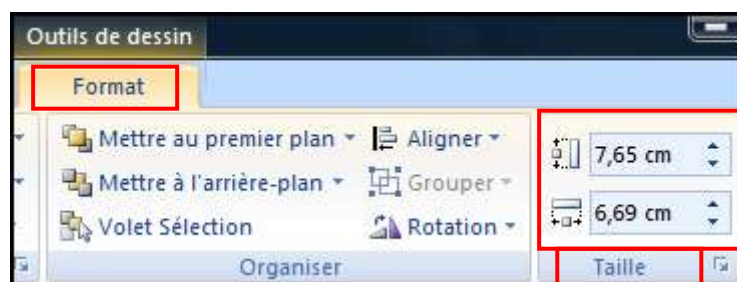 Outils de dessin
Format
Mettre au premier plan
Aligner
7,65 cm
Mettre à l'arrière-plan
Grouper
6,69 cm
Volet Sélection
Rotation
Organiser
Taille